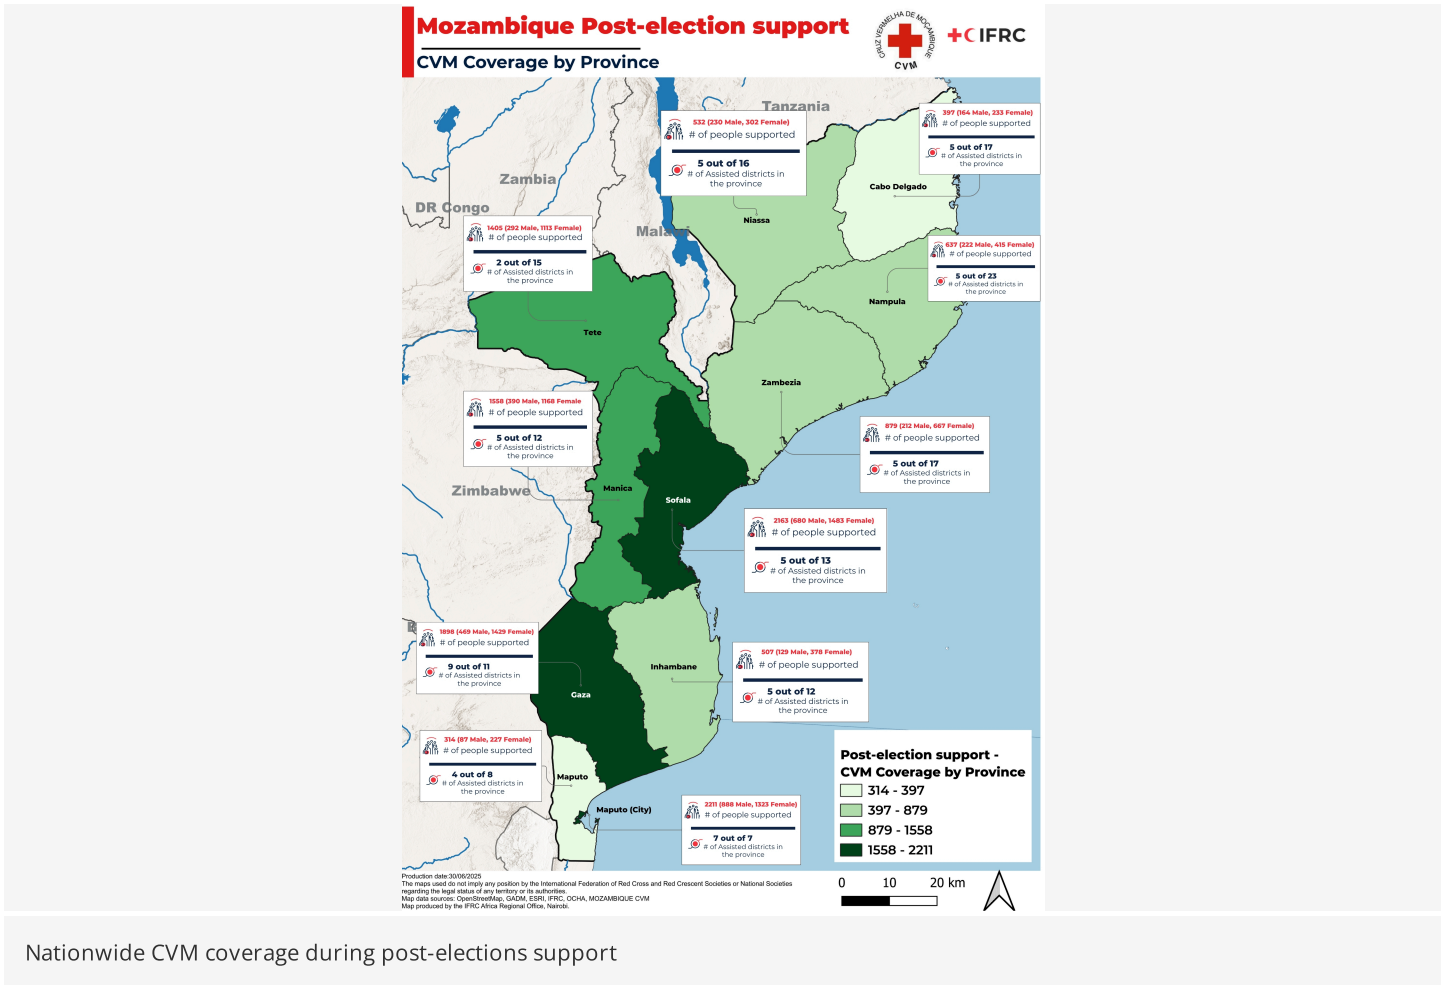 Mozambique Post-election support
CVM Coverage by Province
CRUZ VERMELHA DE MOÇAMBIQUE
CVM
IFRC
Tanzania
Zambia
DR Congo
Malawi
Zimbabwe
532 (230 Male, 302 Female)
# of people supported
5 out of 16
# of Assisted districts in
the province
Niassa
397 (164 Male, 233 Female)
# of people supported
5 out of 17
# of Assisted districts in
the province
Cabo Delgado
1405 (292 Male, 1113 Female)
# of people supported
2 out of 15
# of Assisted districts in
the province
Tete
637 (222 Male, 415 Female)
# of people supported
5 out of 23
# of Assisted districts in
the province
Nampula
Zambezia
1558 (390 Male, 1168 Female
# of people supported
5 out of 12
# of Assisted districts in
the province
Manica
879 (212 Male, 667 Female)
# of people supported
5 out of 17
# of Assisted districts in
the province
Sofala
2163 (680 Male, 1483 Female)
# of people supported
5 out of 13
# of Assisted districts in
the province
1898 (469 Male, 1429 Female)
# of people supported
9 out of 11
# of Assisted districts in
the province
Gaza
Inhambane
507 (129 Male, 378 Female)
# of people supported
5 out of 12
# of Assisted districts in
the province
314 (87 Male, 227 Female)
# of people supported
4 out of 8
# of Assisted districts in
the province
Maputo
Maputo (City)
2211 (888 Male, 1323 Female)
# of people supported
7 out of 7
# of Assisted districts in
the province
Post-election support -
CVM Coverage by Province
314 - 397
397 - 879
879 - 1558
1558 - 2211
0 10 20 km
Production date:30/06/2025
The maps used do not imply any position by the International Federation of Red Cross and Red Crescent Societies or National Societies
regarding the legal status of any territory or its authorities.
Map data sources: OpenStreetMap, GADM, ESRI, IFRC, OCHA, MOZAMBIQUE CVM
Map produced by the IFRC Africa Regional Office, Nairobi.
Nationwide CVM coverage during post-elections support